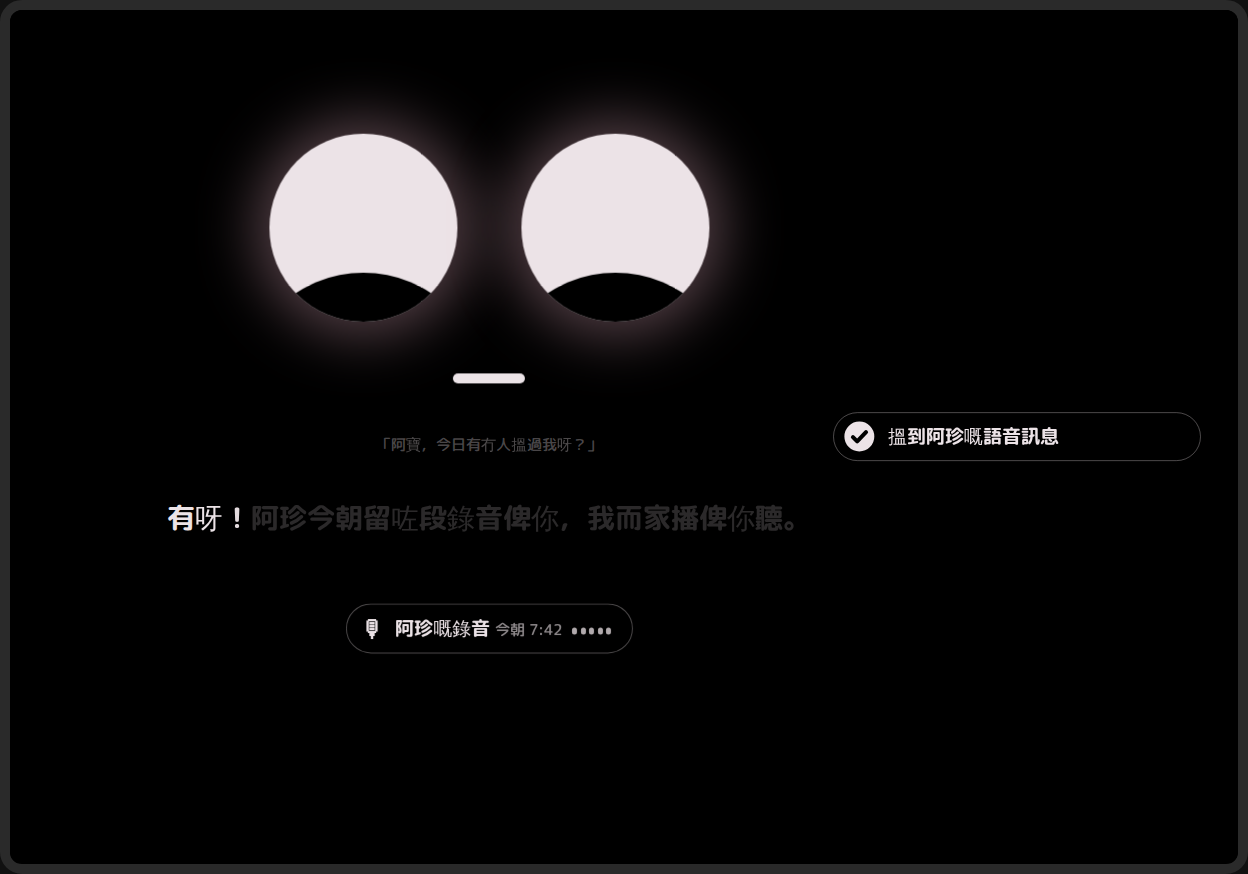 「阿寶，今日有冇人搵過我呀？」
搵到阿珍嘅語音訊息
有呀！阿珍今朝留咗段錄音俾你，我而家播俾你聽。
阿珍嘅錄音 今朝 7:42